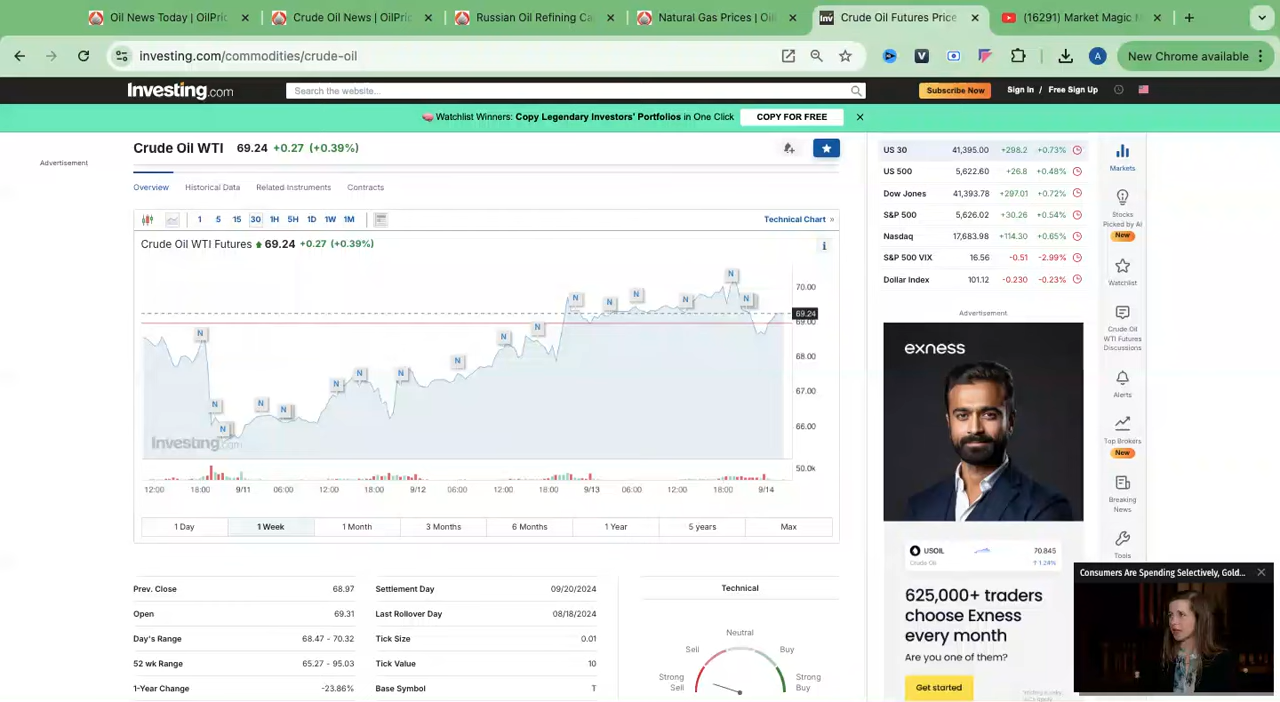 Oil News Today | OilPric
Crude Oil News | OilPric
Russian Oil Refining Ca
Natural Gas Prices | Oil
Inv
Crude Oil Futures Price
(16291) Market Magic M
investing.com/commodities/crude-oil
A
New Chrome available
Investing.com
Search the website...
Subscribe Now
Sign In / Free Sign Up
Watchlist Winners: Copy Legendary Investors' Portfolios in One Click
COPY FOR FREE
Advertisement
Crude Oil WTI 69.24 +0.27 (+0.39%)
Overview Historical Data Related Instruments Contracts
1 5 15 30 1H 5H 1D 1W 1M
Technical Chart »
Crude Oil WTI Futures 69.24 +0.27 (+0.39%)
i
N N N N N N N N N N N N N N N N N N
70.00
69.24
69.00
68.00
67.00
66.00
50.0k
Investing.com
12:00 18:00 9/11 06:00 12:00 18:00 9/12 06:00 12:00 18:00 9/13 06:00 12:00 18:00 9/14
1 Day 1 Week 1 Month 3 Months 6 Months 1 Year 5 years Max
Prev. Close 68.97
Open 69.31
Day's Range 68.47 - 70.32
52 wk Range 65.27 - 95.03
1-Year Change -23.86%
Settlement Day 09/20/2024
Last Rollover Day 08/18/2024
Tick Size 0.01
Tick Value 10
Base Symbol T
Technical
Neutral
Sell Buy
Strong Sell
Strong Buy
US 30 41,395.00 +298.2 +0.73%
US 500 5,622.60 +26.8 +0.48%
Dow Jones 41,393.78 +297.01 +0.72%
S&P 500 5,626.02 +30.26 +0.54%
Nasdaq 17,683.98 +114.30 +0.65%
S&P 500 VIX 16.56 -0.51 -2.99%
Dollar Index 101.12 -0.230 -0.23%
Advertisement
exness
USOIL 70.845
Crude Oil 1.24%
625,000+ traders
choose Exness
every month
Are you one of them?
Get started
Markets
Stocks
Picked by AI
New
Watchlist
Crude Oil
WTI Futures
Discussions
Alerts
Top Brokers
New
Breaking
News
Tools
Consumers Are Spending Selectively, Gold...